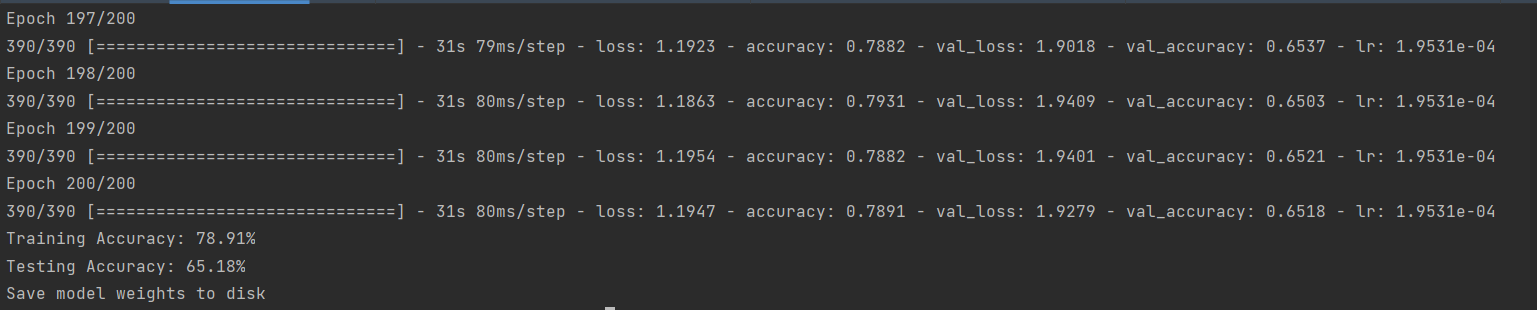 Epoch 197/200
390/390 [==============================] - 31s 79ms/step - loss: 1.1923 - accuracy: 0.7882 - val_loss: 1.9018 - val_accuracy: 0.6537 - lr: 1.9531e-04
Epoch 198/200
390/390 [==============================] - 31s 80ms/step - loss: 1.1863 - accuracy: 0.7931 - val_loss: 1.9409 - val_accuracy: 0.6503 - lr: 1.9531e-04
Epoch 199/200
390/390 [==============================] - 31s 80ms/step - loss: 1.1954 - accuracy: 0.7882 - val_loss: 1.9401 - val_accuracy: 0.6521 - lr: 1.9531e-04
Epoch 200/200
390/390 [==============================] - 31s 80ms/step - loss: 1.1947 - accuracy: 0.7891 - val_loss: 1.9279 - val_accuracy: 0.6518 - lr: 1.9531e-04
Training Accuracy: 78.91%
Testing Accuracy: 65.18%
Save model weights to disk